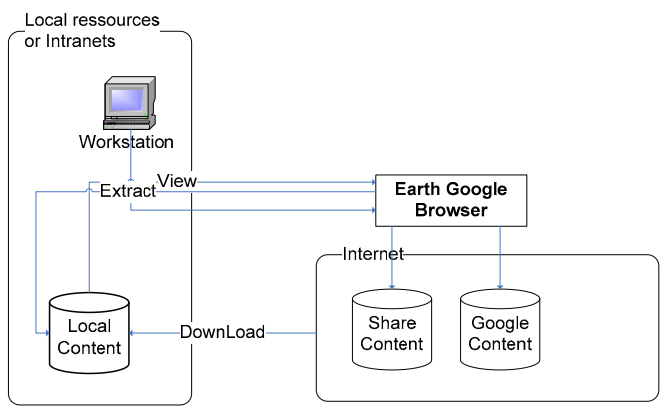 Local ressources
or Intranets
Workstation
View
Extract
Earth Google
Browser
Internet
Local
Content
DownLoad
Share
Content
Google
Content